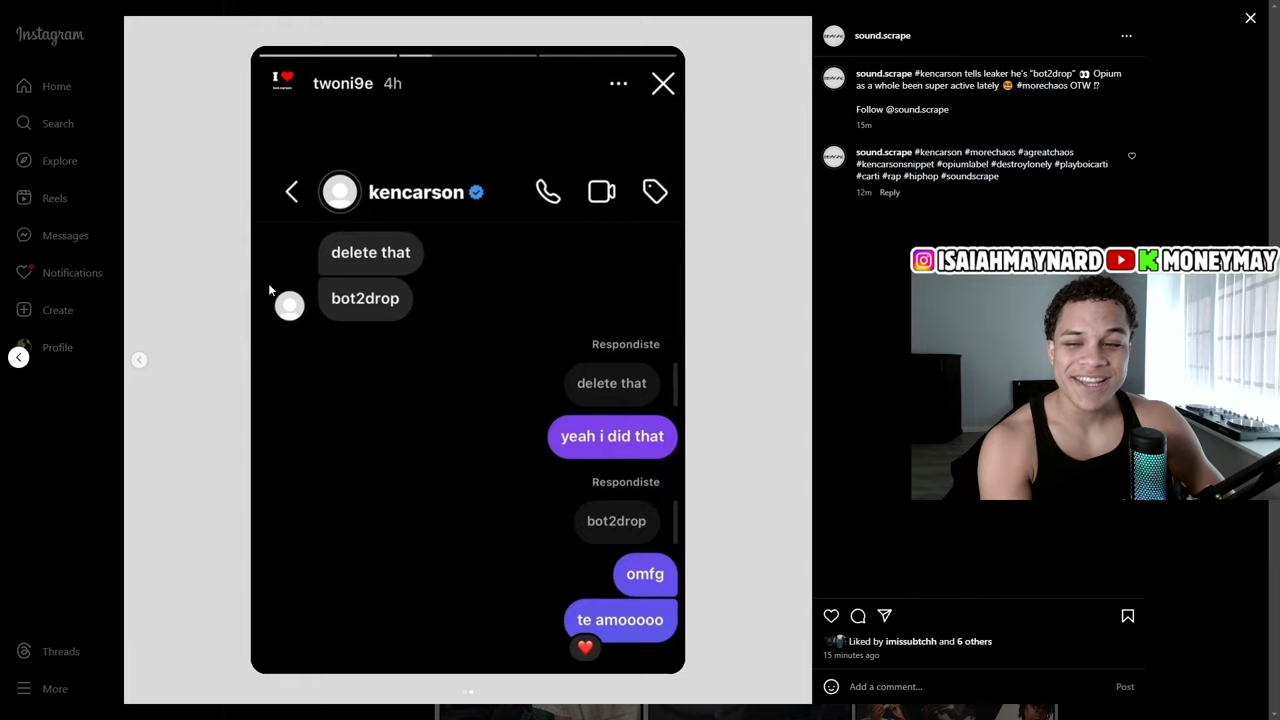 Instagram
Home
Search
Explore
Reels
Messages
Notifications
Create
Profile
Threads
More
I ❤️
twoni9e 4h
kencarson
delete that
bot2drop
Respondiste
delete that
yeah i did that
Respondiste
bot2drop
omfg
te amooooo
sound.scrape
sound.scrape #kencarson tells leaker he's "bot2drop" 👀 Opium
as a whole been super active lately 😍 #morechaos OTW !?
Follow @sound.scrape
15m
sound.scrape #kencarson #morechaos #agreatchaos
#kencarsonsnippet #opiumlabel #destroylonely #playboicarti
#carti #rap #hiphop #soundscrape
12m Reply
ISAIAHMAYNARD K MONEYMAY
Liked by imissubtchh and 6 others
15 minutes ago
Add a comment... Post